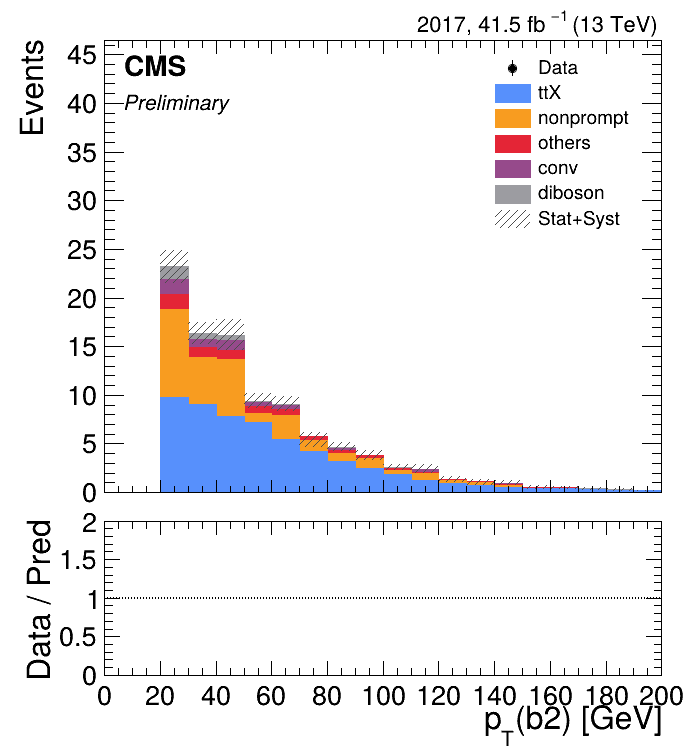 2017, 41.5 fb⁻¹ (13 TeV)
CMS
Preliminary
Data
ttX
nonprompt
others
conv
diboson
Stat+Syst
Events
45
40
35
30
25
20
15
10
5
0
Data / Pred
2
1.5
1
0.5
0
0 20 40 60 80 100 120 140 160 180 200
p_T(b2) [GeV]